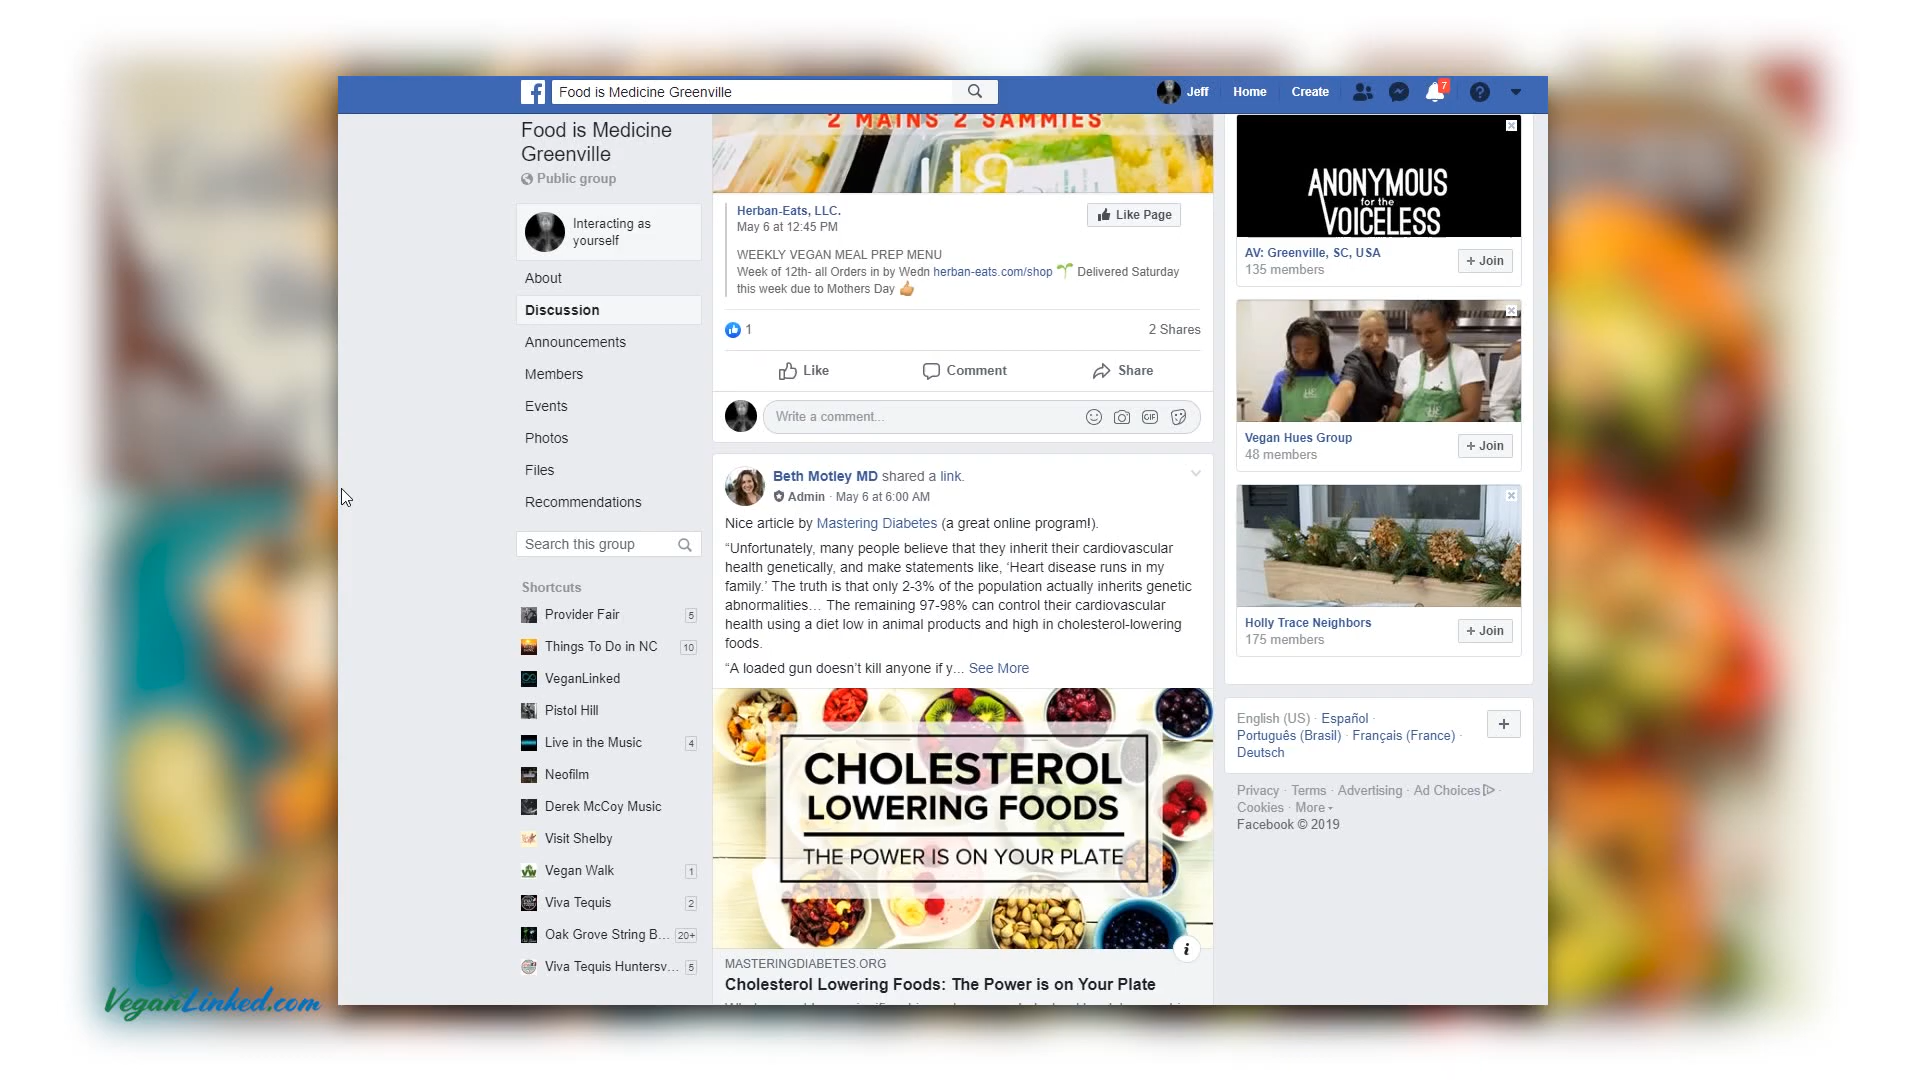 Food is Medicine Greenville
Jeff
Home
Create
7
Food is Medicine
Greenville
Public group
Interacting as
yourself
About
Discussion
Announcements
Members
Events
Photos
Files
Recommendations
Search this group
Shortcuts
Provider Fair 5
Things To Do in NC 10
VeganLinked
Pistol Hill
Live in the Music 4
Neofilm
Derek McCoy Music
Visit Shelby
Vegan Walk 1
Viva Tequis 2
Oak Grove String B... 20+
Viva Tequis Huntersv... 5
2 MAINS 2 SAMMIES
Herban-Eats, LLC.
May 6 at 12:45 PM
Like Page
WEEKLY VEGAN MEAL PREP MENU
Week of 12th- all Orders in by Wedn herban-eats.com/shop 🌱 Delivered Saturday
this week due to Mothers Day 👍
1
2 Shares
Like
Comment
Share
Write a comment...
GIF
Beth Motley MD shared a link.
Admin · May 6 at 6:00 AM
Nice article by Mastering Diabetes (a great online program!).
“Unfortunately, many people believe that they inherit their cardiovascular
health genetically, and make statements like, ‘Heart disease runs in my
family.’ The truth is that only 2-3% of the population actually inherits genetic
abnormalities… The remaining 97-98% can control their cardiovascular
health using a diet low in animal products and high in cholesterol-lowering
foods.
“A loaded gun doesn’t kill anyone if y... See More
CHOLESTEROL
LOWERING FOODS
THE POWER IS ON YOUR PLATE
MASTERINGDIABETES.ORG
Cholesterol Lowering Foods: The Power is on Your Plate
ANONYMOUS
for the
VOICELESS
AV: Greenville, SC, USA
135 members
+ Join
Vegan Hues Group
48 members
+ Join
Holly Trace Neighbors
175 members
+ Join
English (US) · Español ·
Português (Brasil) · Français (France) ·
Deutsch
Privacy · Terms · Advertising · Ad Choices ·
Cookies · More
Facebook © 2019
VeganLinked.com